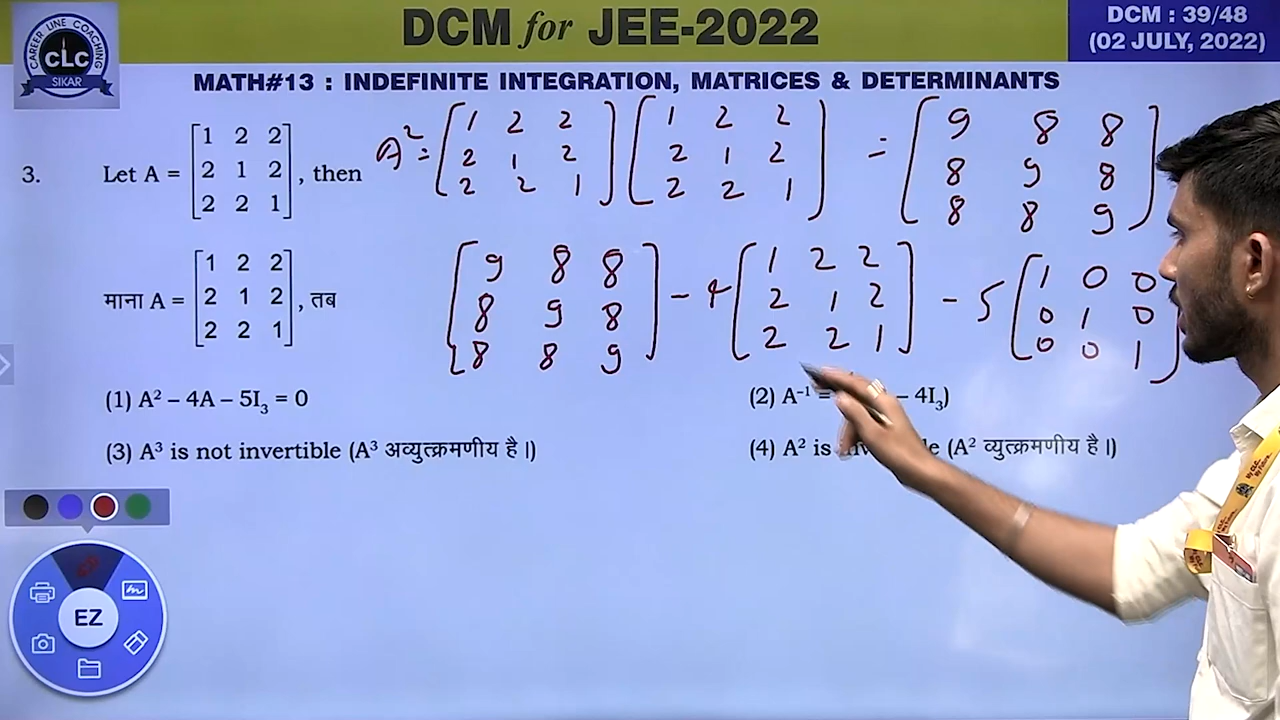 DCM for JEE-2022
DCM : 39/48
(02 JULY, 2022)
CAREER LINE COACHING
CLC
SIKAR
MATH#13 : INDEFINITE INTEGRATION, MATRICES & DETERMINANTS
3. Let A = [1 2 2
2 1 2
2 2 1] , then
A² = [1 2 2
2 1 2
2 2 1] [1 2 2
2 1 2
2 2 1] = [9 8 8
8 9 8
8 8 9]
माना A = [1 2 2
2 1 2
2 2 1] , तब
[9 8 8
8 9 8
8 8 9] - 4 [1 2 2
2 1 2
2 2 1] - 5 [1 0 0
0 1 0
0 0 1]
(1) A² – 4A – 5I₃ = 0
(2) A⁻¹ = – 4I₃)
(3) A³ is not invertible (A³ अव्युत्क्रमणीय है।)
(4) A² is (A² व्युत्क्रमणीय है।)
EZ